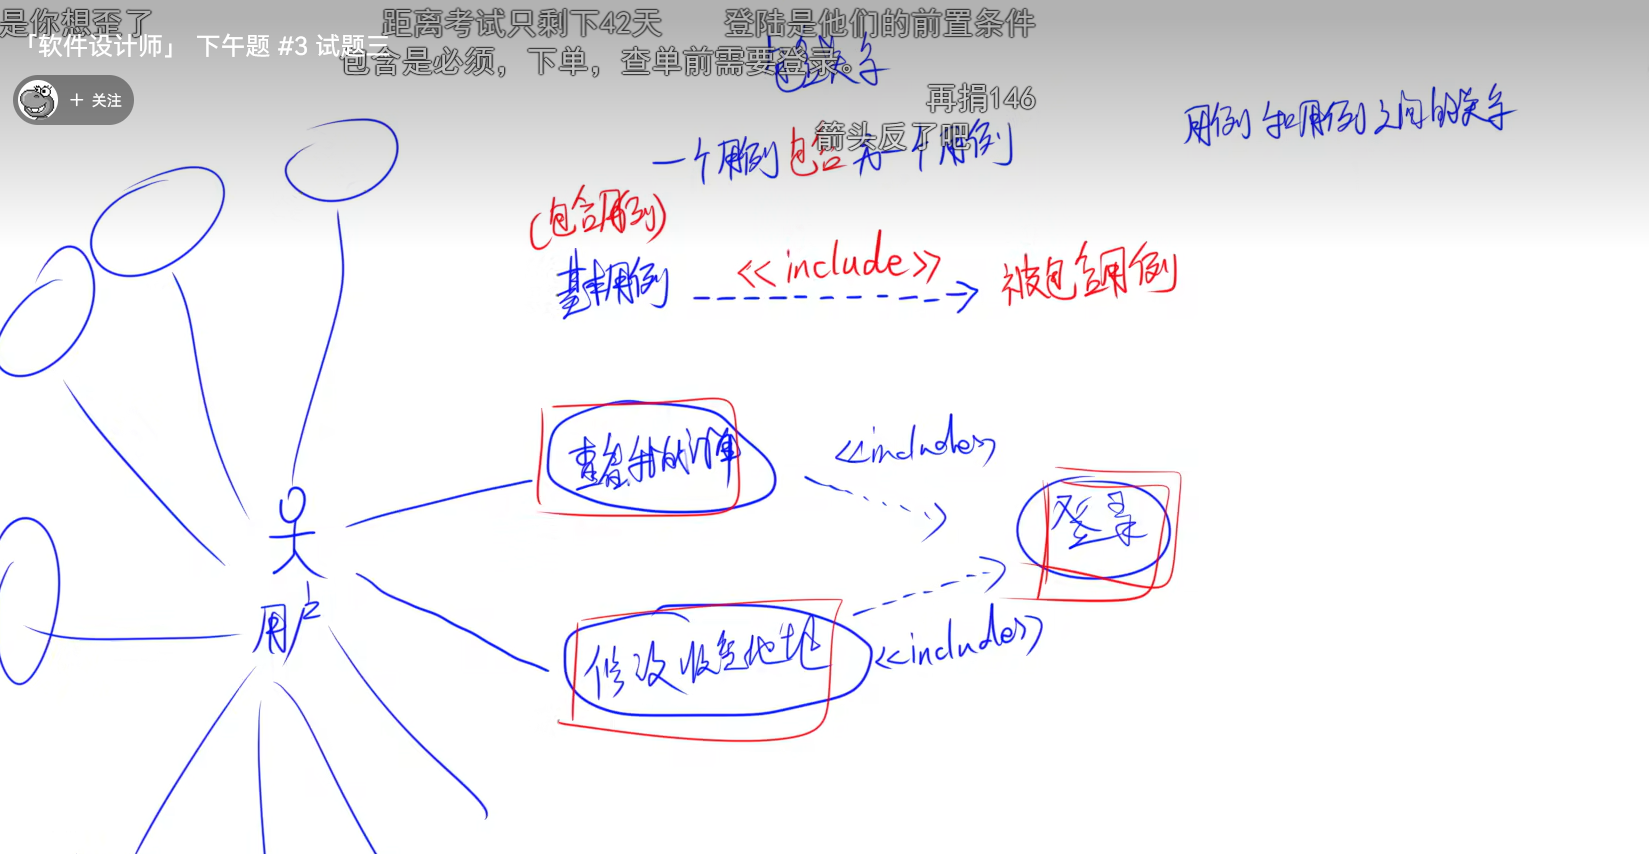 是你想歪了
距离考试只剩下42天
登陆是他们的前置条件
「软件设计师」 下午题 #3 试题三
包含是必须，下单，查单前需要登录。
包含关系
+ 关注
再捐146
用例和用例之间的关系
箭头反了吧
一个用例包含另一个用例
(包含用例)
基本用例
<<include>>
被包含用例
查看我的订单
<<include>>
登录
用户
修改收货地址
<<include>>